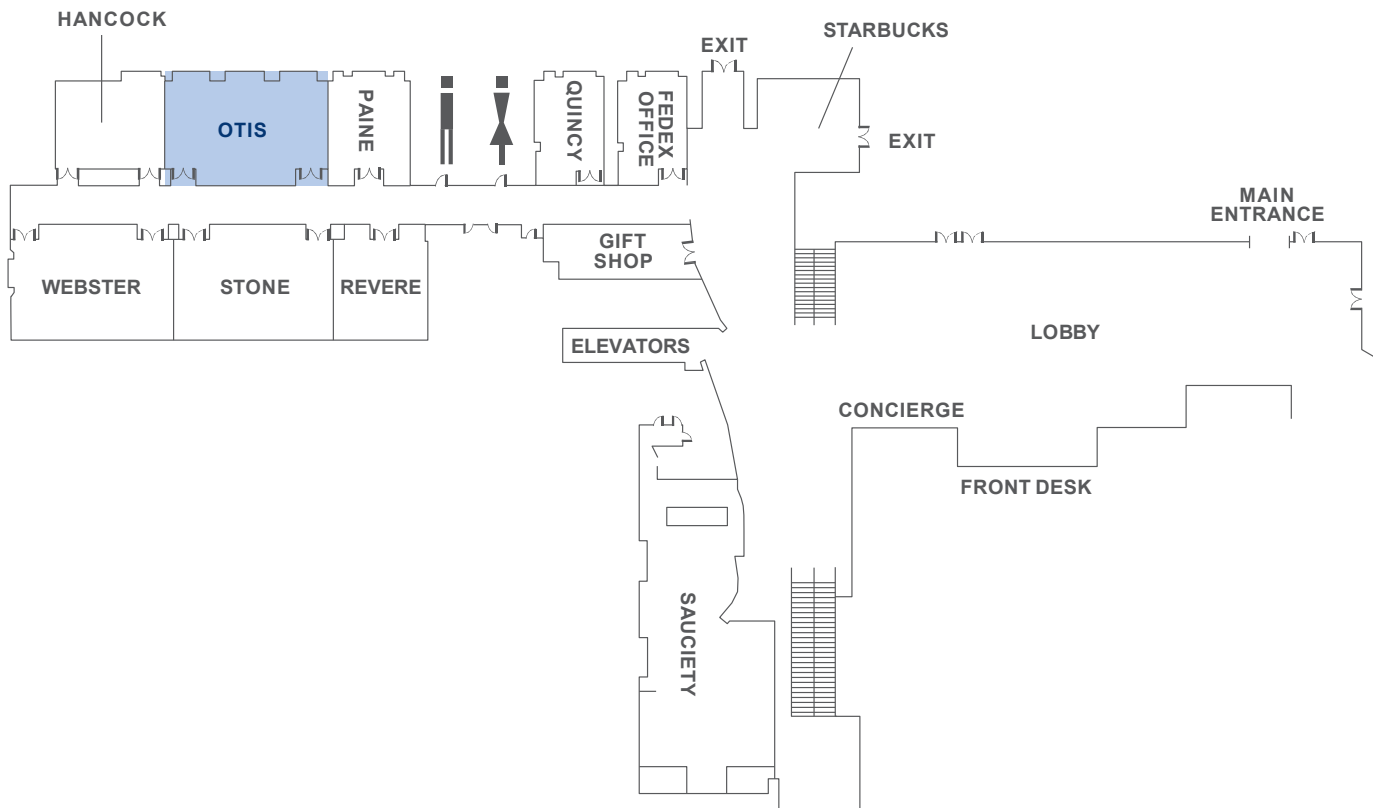 HANCOCK
STARBUCKS
EXIT
OTIS
PAINE
QUINCY
FEDEX
OFFICE
EXIT
MAIN
ENTRANCE
GIFT
SHOP
WEBSTER
STONE
REVERE
LOBBY
ELEVATORS
CONCIERGE
FRONT DESK
SAUCIETY